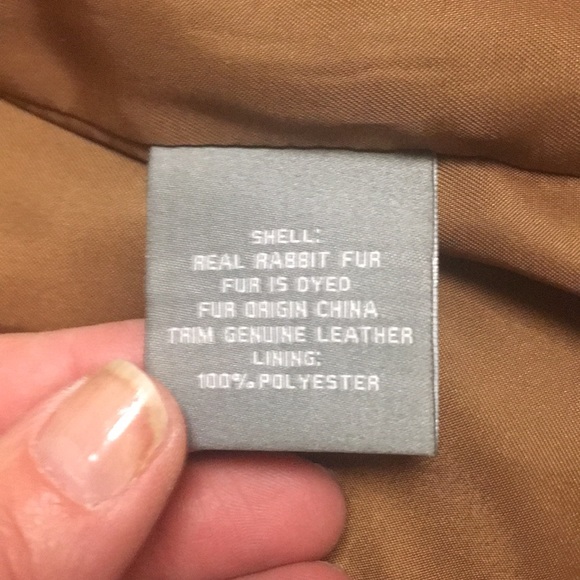 SHELL:
REAL RABBIT FUR
FUR IS DYED
FUR ORIGIN CHINA
TRIM GENUINE LEATHER
LINING:
100% POLYESTER